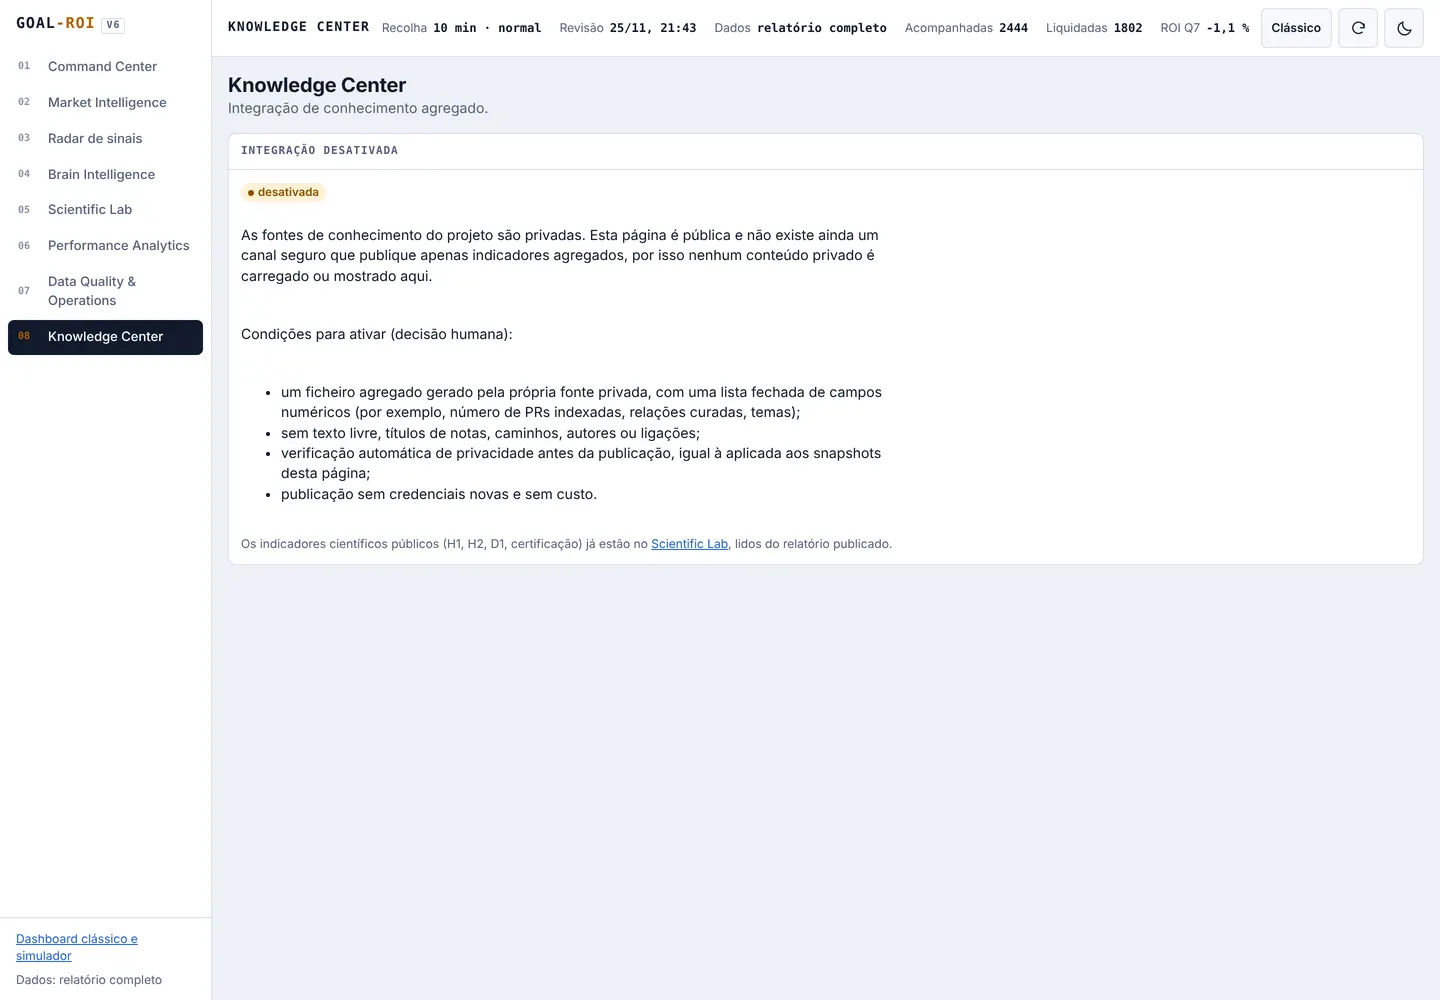 GOAL-ROI V6
01 Command Center
02 Market Intelligence
03 Radar de sinais
04 Brain Intelligence
05 Scientific Lab
06 Performance Analytics
07 Data Quality &
Operations
08 Knowledge Center
Dashboard clássico e
simulador
Dados: relatório completo
KNOWLEDGE CENTER Recolha 10 min · normal Revisão 25/11, 21:43 Dados relatório completo Acompanhadas 2444 Liquidadas 1802 ROI Q7 -1,1 % Clássico
Knowledge Center
Integração de conhecimento agregado.
INTEGRAÇÃO DESATIVADA
desativada
As fontes de conhecimento do projeto são privadas. Esta página é pública e não existe ainda um
canal seguro que publique apenas indicadores agregados, por isso nenhum conteúdo privado é
carregado ou mostrado aqui.
Condições para ativar (decisão humana):
• um ficheiro agregado gerado pela própria fonte privada, com uma lista fechada de campos
numéricos (por exemplo, número de PRs indexadas, relações curadas, temas);
• sem texto livre, títulos de notas, caminhos, autores ou ligações;
• verificação automática de privacidade antes da publicação, igual à aplicada aos snapshots
desta página;
• publicação sem credenciais novas e sem custo.
Os indicadores científicos públicos (H1, H2, D1, certificação) já estão no Scientific Lab, lidos do relatório publicado.